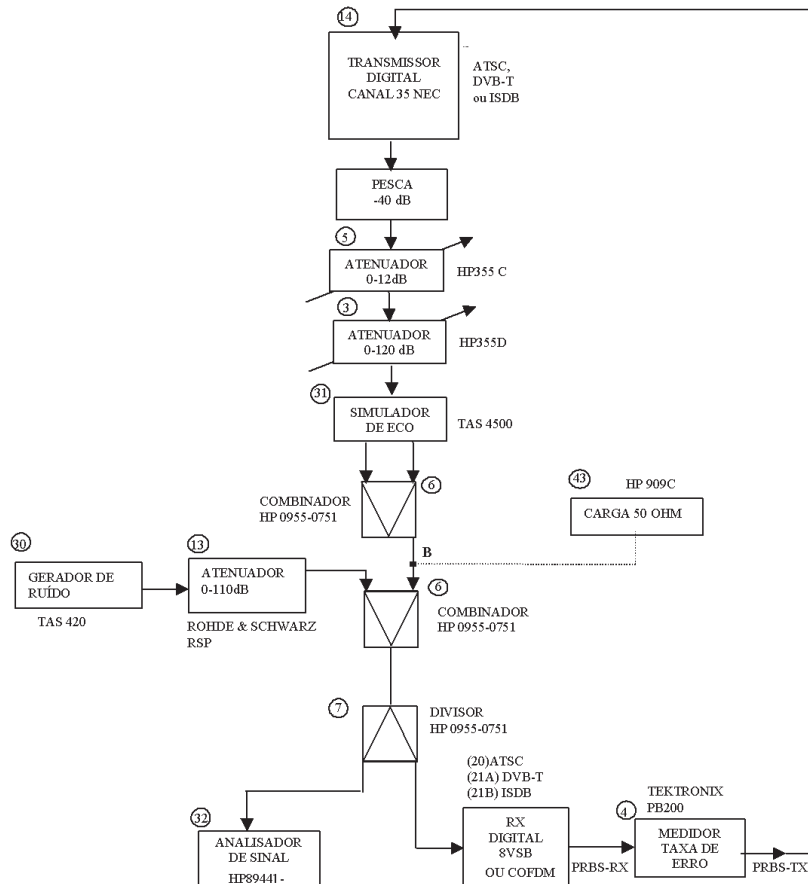 14
TRANSMISSOR
DIGITAL
CANAL 35 NEC
ATSC,
DVB-T
ou ISDB
PESCA
-40 dB
5
ATENUADOR
0-12dB
HP355 C
3
ATENUADOR
0-120 dB
HP355D
31
SIMULADOR
DE ECO
TAS 4500
6
COMBINADOR
HP 0955-0751
43
HP 909C
CARGA 50 OHM
B
30
GERADOR DE
RUÍDO
TAS 420
13
ATENUADOR
0-110dB
ROHDE & SCHWARZ
RSP
6
COMBINADOR
HP 0955-0751
7
DIVISOR
HP 0955-0751
(20)ATSC
(21A) DVB-T
(21B) ISDB
32
ANALISADOR
DE SINAL
HP89441-
RX
DIGITAL
8VSB
OU COFDM
PRBS-RX
TEKTRONIX
PB200
4
MEDIDOR
TAXA DE
ERRO
PRBS-TX